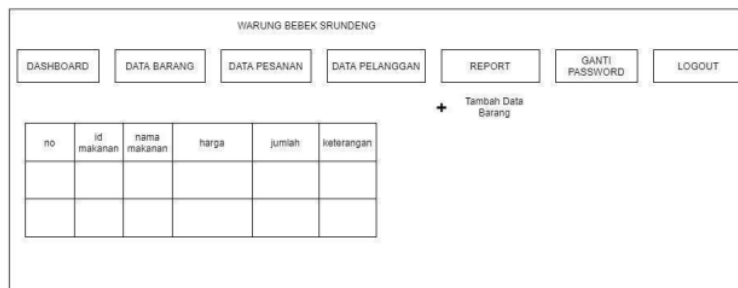 WARUNG BEBEK SRUNDENG
DASHBOARD
DATA BARANG
DATA PESANAN
DATA PELANGGAN
REPORT
GANTI
PASSWORD
LOGOUT
+ Tambah Data
Barang
no
id
makanan
nama
makanan
harga
jumlah
keterangan